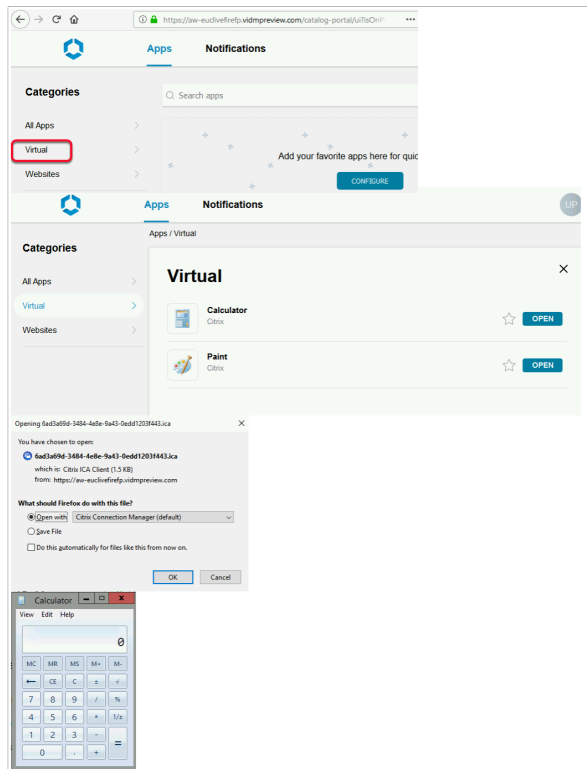 https://aw-euclivefirefp.vidmpreview.com/catalog-portal/ui?isOnP
Apps Notifications
Categories
Search apps
All Apps
Virtual
Add your favorite apps here for quic
Websites
CONFIGURE
Apps Notifications
UP
Apps / Virtual
Categories
Virtual
All Apps
Virtual
Websites
Calculator
Citrix
OPEN
Paint
Citrix
OPEN
Opening 6ad3a69d-3484-4e8e-9a43-0edd1203f443.ica
You have chosen to open:
6ad3a69d-3484-4e8e-9a43-0edd1203f443.ica
which is: Citrix ICA Client (1.5 KB)
from: https://aw-euclivefirefp.vidmpreview.com
What should Firefox do with this file?
Open with Citrix Connection Manager (default)
Save File
Do this automatically for files like this from now on.
OK Cancel
Calculator
View Edit Help
0
MC MR MS M+ M-
← CE C ± √
7 8 9 / %
4 5 6 * 1/x
1 2 3 - =
0 . +